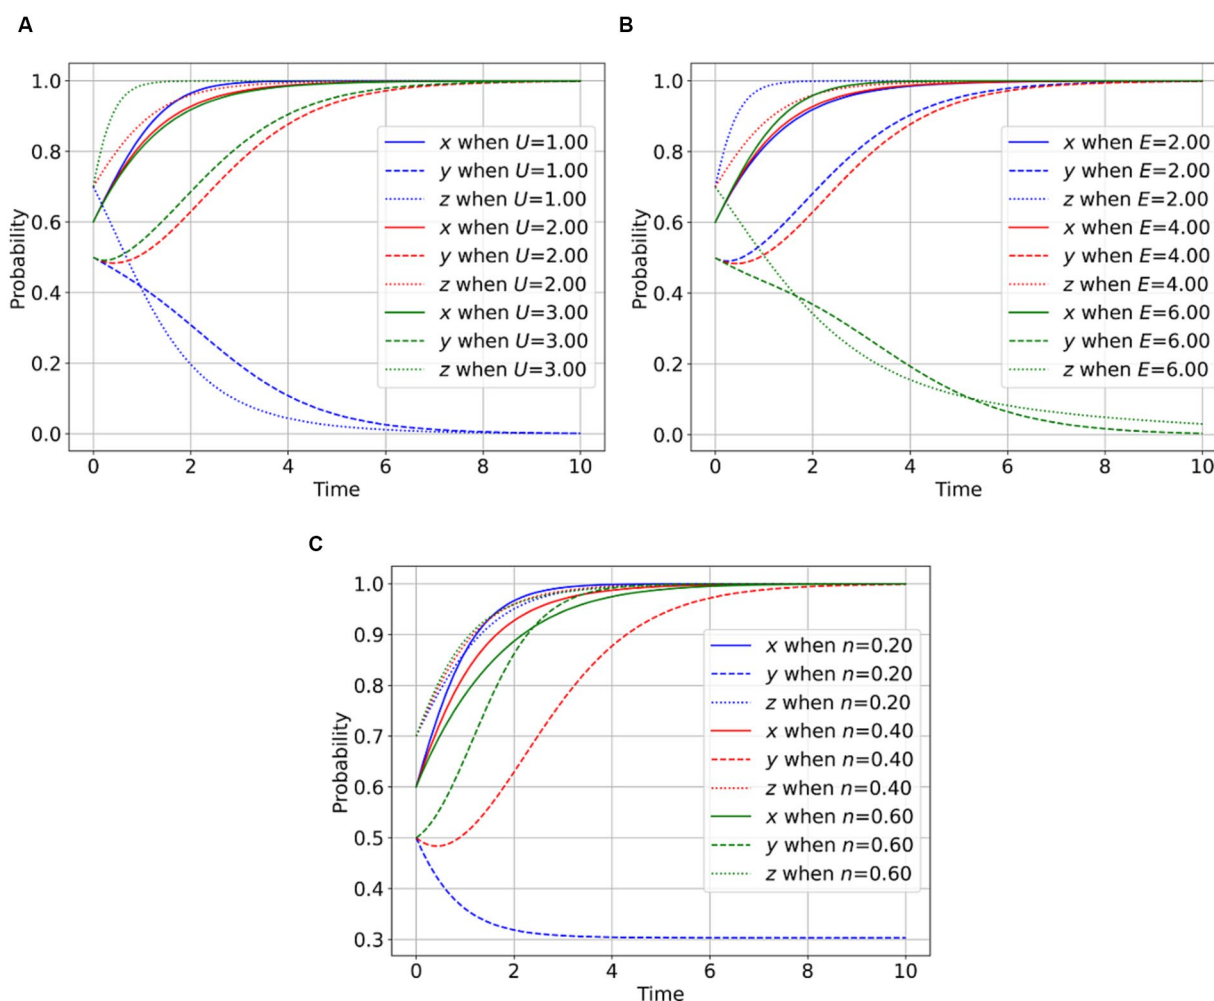 A
B
1.0
0.8
0.6
0.4
0.2
0.0
Probability
0 2 4 6 8 10
Time
x when U=1.00
y when U=1.00
z when U=1.00
x when U=2.00
y when U=2.00
z when U=2.00
x when U=3.00
y when U=3.00
z when U=3.00
1.0
0.8
0.6
0.4
0.2
0.0
Probability
0 2 4 6 8 10
Time
x when E=2.00
y when E=2.00
z when E=2.00
x when E=4.00
y when E=4.00
z when E=4.00
x when E=6.00
y when E=6.00
z when E=6.00
C
1.0
0.9
0.8
0.7
0.6
0.5
0.4
0.3
Probability
0 2 4 6 8 10
Time
x when n=0.20
y when n=0.20
z when n=0.20
x when n=0.40
y when n=0.40
z when n=0.40
x when n=0.60
y when n=0.60
z when n=0.60